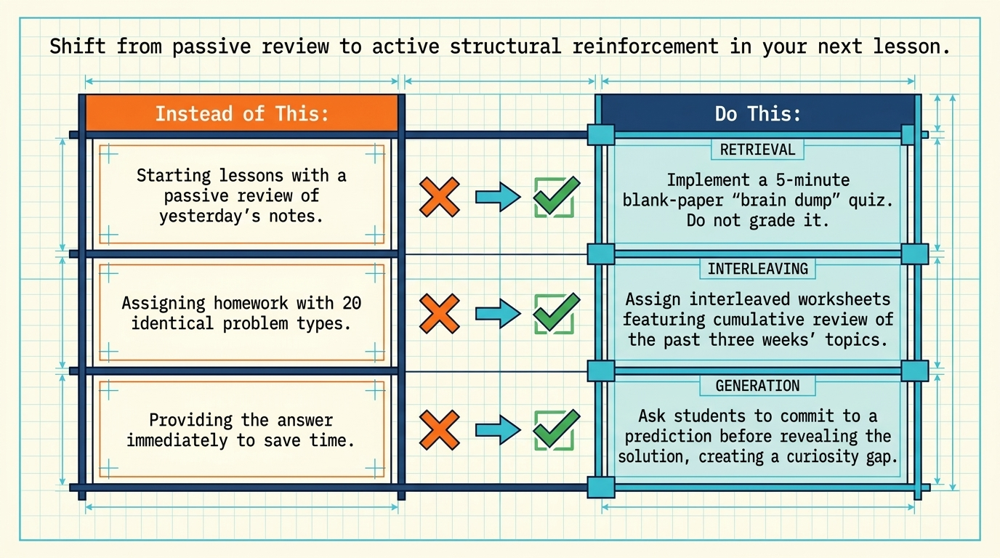 Shift from passive review to active structural reinforcement in your next lesson.
Instead of This:
Do This:
Starting lessons with a
passive review of
yesterday’s notes.
RETRIEVAL
Implement a 5-minute
blank-paper “brain dump” quiz.
Do not grade it.
Assigning homework with 20
identical problem types.
INTERLEAVING
Assign interleaved worksheets
featuring cumulative review of
the past three weeks’ topics.
Providing the answer
immediately to save time.
GENERATION
Ask students to commit to a
prediction before revealing the
solution, creating a curiosity gap.